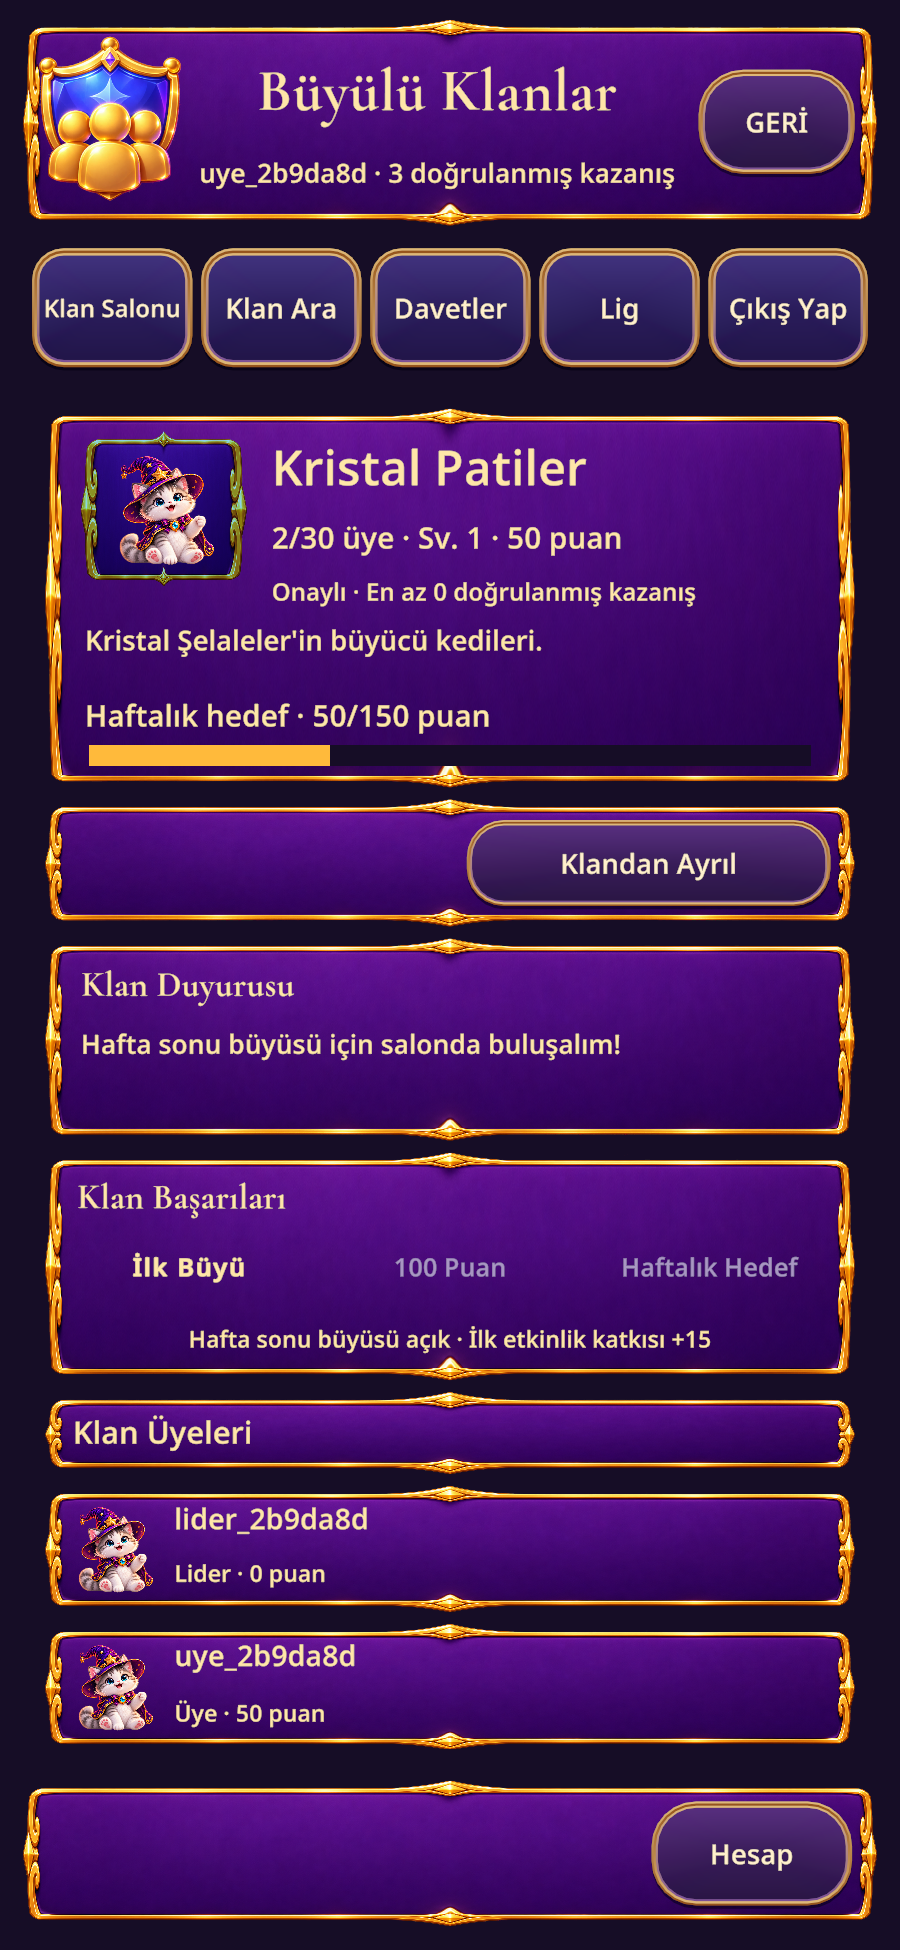 Büyülü Klanlar
uye_2b9da8d · 3 doğrulanmış kazanış
GERİ
Klan Salonu
Klan Ara
Davetler
Lig
Çıkış Yap
Kristal Patiler
2/30 üye · Sv. 1 · 50 puan
Onaylı · En az 0 doğrulanmış kazanış
Kristal Şelaleler'in büyücü kedileri.
Haftalık hedef · 50/150 puan
Klandan Ayrıl
Klan Duyurusu
Hafta sonu büyüsü için salonda buluşalım!
Klan Başarıları
İlk Büyü
100 Puan
Haftalık Hedef
Hafta sonu büyüsü açık · İlk etkinlik katkısı +15
Klan Üyeleri
lider_2b9da8d
Lider · 0 puan
uye_2b9da8d
Üye · 50 puan
Hesap